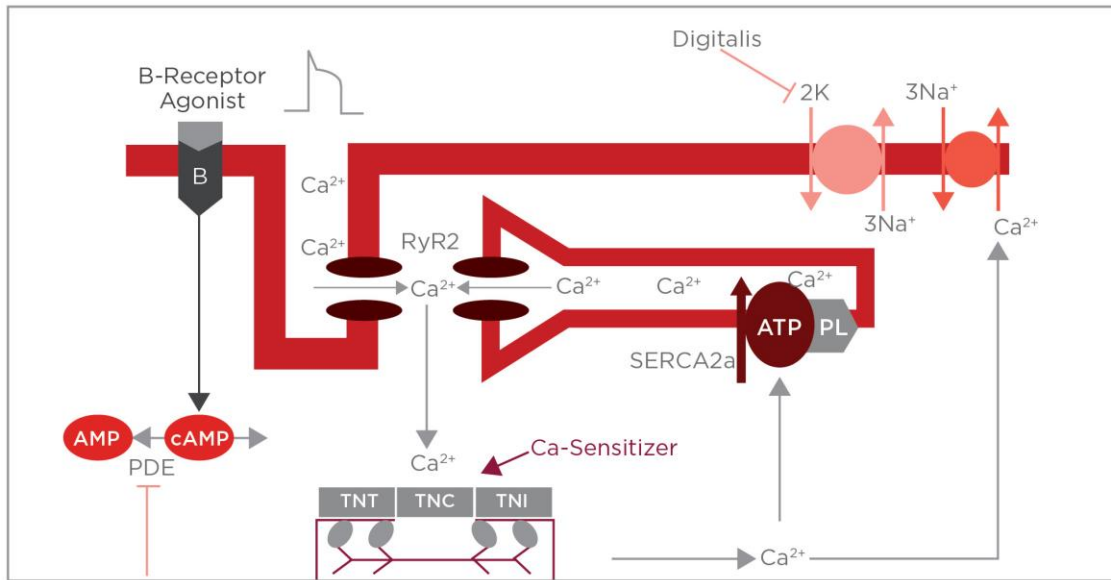 Digitalis
B-Receptor
Agonist
2K
3Na⁺
B
Ca²⁺
3Na⁺
Ca²⁺
Ca²⁺
RyR2
Ca²⁺
Ca²⁺
Ca²⁺
Ca²⁺
ATP
PL
SERCA2a
AMP
cAMP
PDE
Ca²⁺
Ca-Sensitizer
TNT
TNC
TNI
Ca²⁺